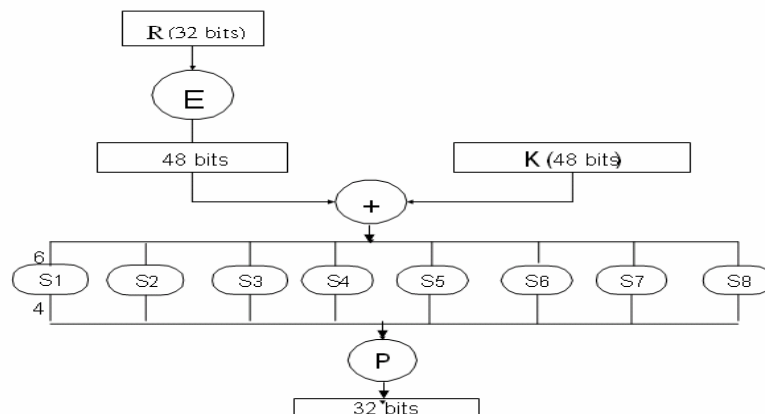 R (32 bits)
E
48 bits
K (48 bits)
+
6
S1 S2 S3 S4 S5 S6 S7 S8
4
P
32 bits